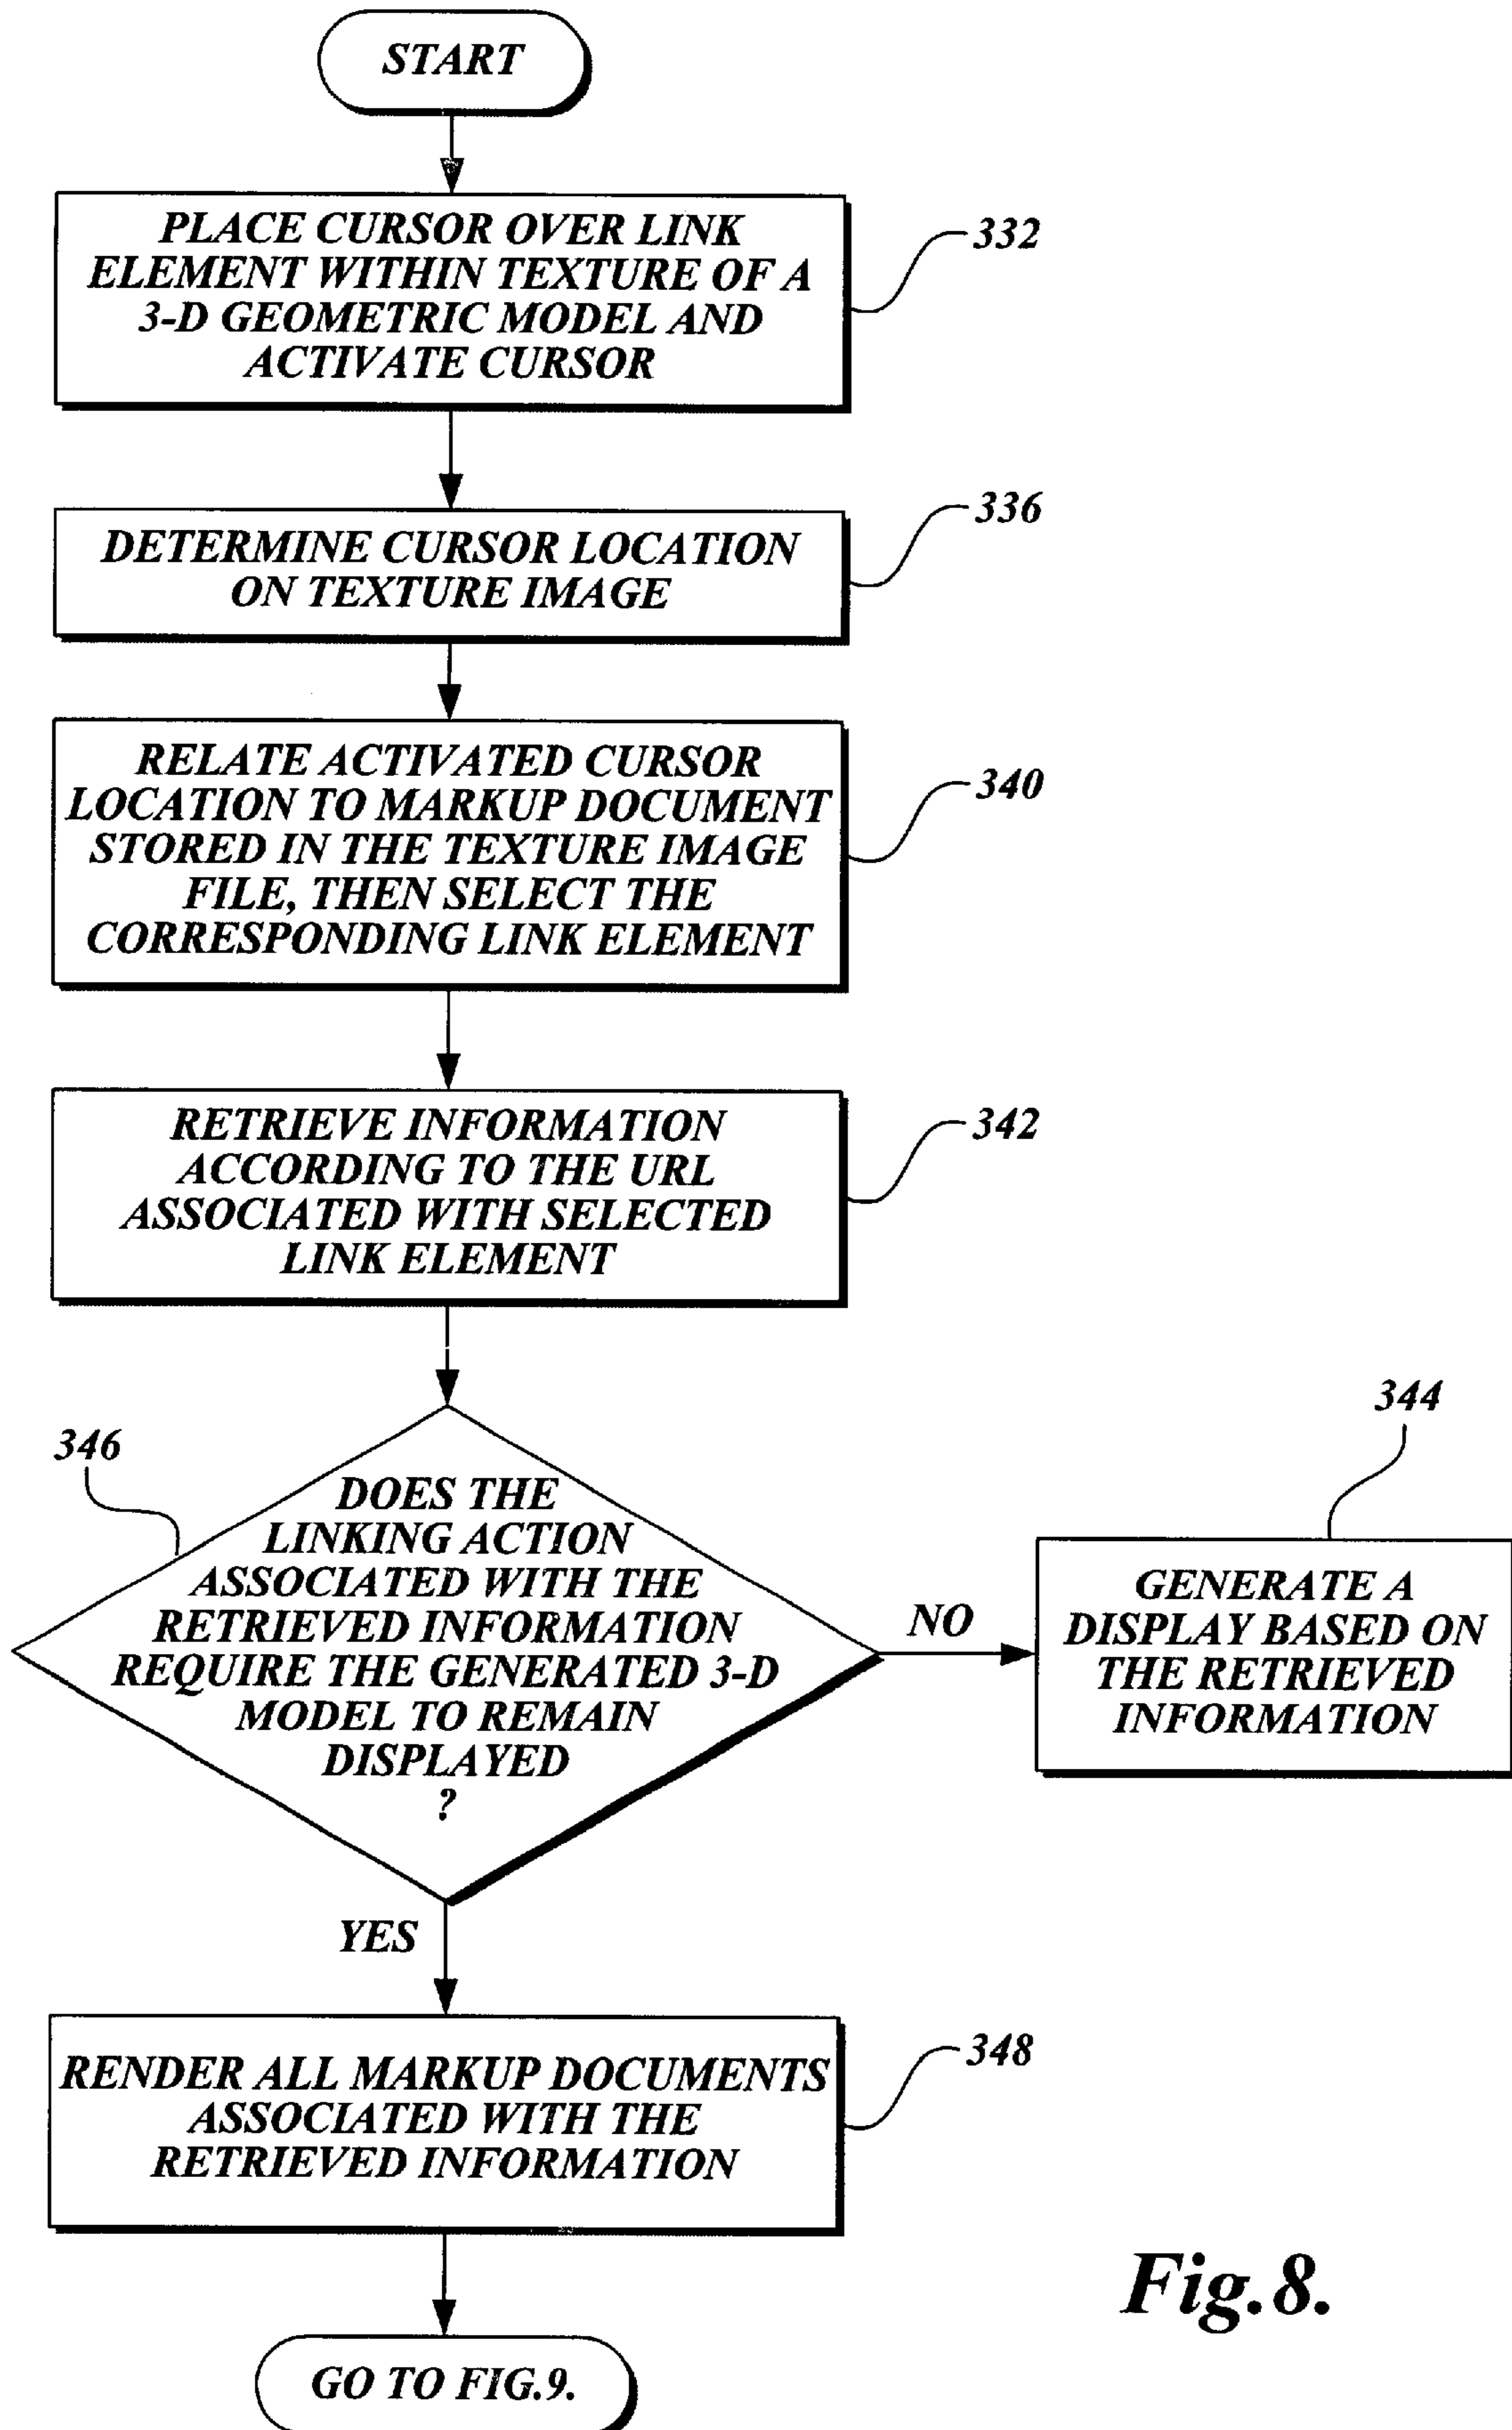 START
PLACE CURSOR OVER LINK
ELEMENT WITHIN TEXTURE OF A
3-D GEOMETRIC MODEL AND
ACTIVATE CURSOR
332
DETERMINE CURSOR LOCATION
ON TEXTURE IMAGE
336
RELATE ACTIVATED CURSOR
LOCATION TO MARKUP DOCUMENT
STORED IN THE TEXTURE IMAGE
FILE, THEN SELECT THE
CORRESPONDING LINK ELEMENT
340
RETRIEVE INFORMATION
ACCORDING TO THE URL
ASSOCIATED WITH SELECTED
LINK ELEMENT
342
346
DOES THE
LINKING ACTION
ASSOCIATED WITH THE
RETRIEVED INFORMATION
REQUIRE THE GENERATED 3-D
MODEL TO REMAIN
DISPLAYED
?
NO
344
GENERATE A
DISPLAY BASED ON
THE RETRIEVED
INFORMATION
YES
RENDER ALL MARKUP DOCUMENTS
ASSOCIATED WITH THE
RETRIEVED INFORMATION
348
GO TO FIG.9.
Fig.8.